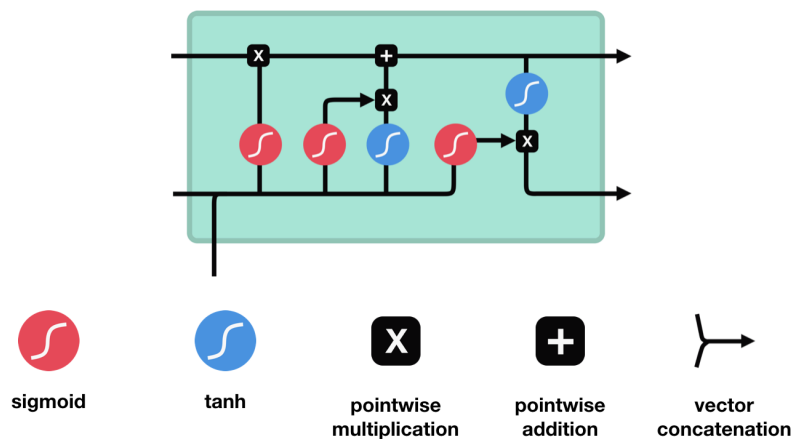 X
+
X
X
X
+
sigmoid
tanh
pointwise
multiplication
pointwise
addition
vector
concatenation